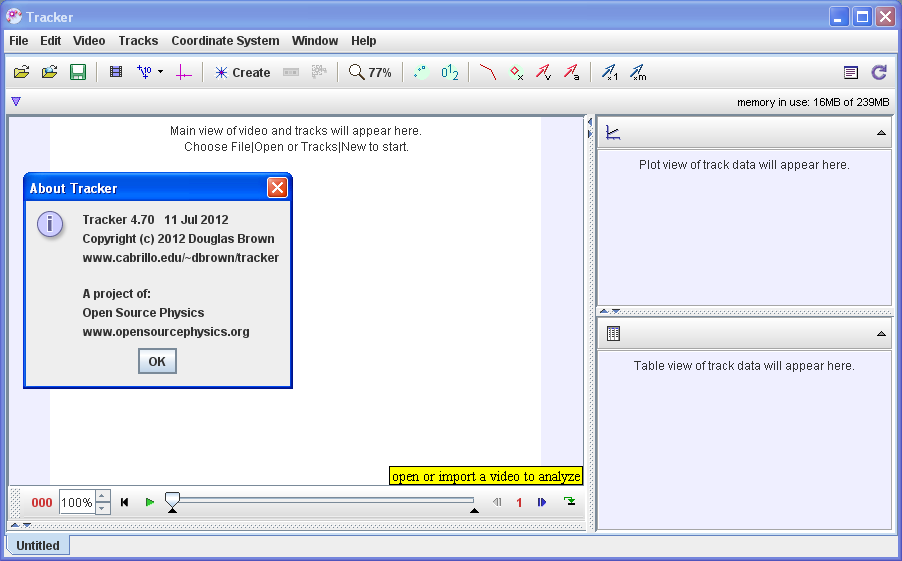 Tracker
File Edit Video Tracks Coordinate System Window Help
Create 77%
memory in use: 16MB of 239MB
Main view of video and tracks will appear here.
Choose File|Open or Tracks|New to start.
Plot view of track data will appear here.
About Tracker
Tracker 4.70 11 Jul 2012
Copyright (c) 2012 Douglas Brown
www.cabrillo.edu/~dbrown/tracker
A project of:
Open Source Physics
www.opensourcephysics.org
OK
Table view of track data will appear here.
open or import a video to analyze
000 100% 1
Untitled